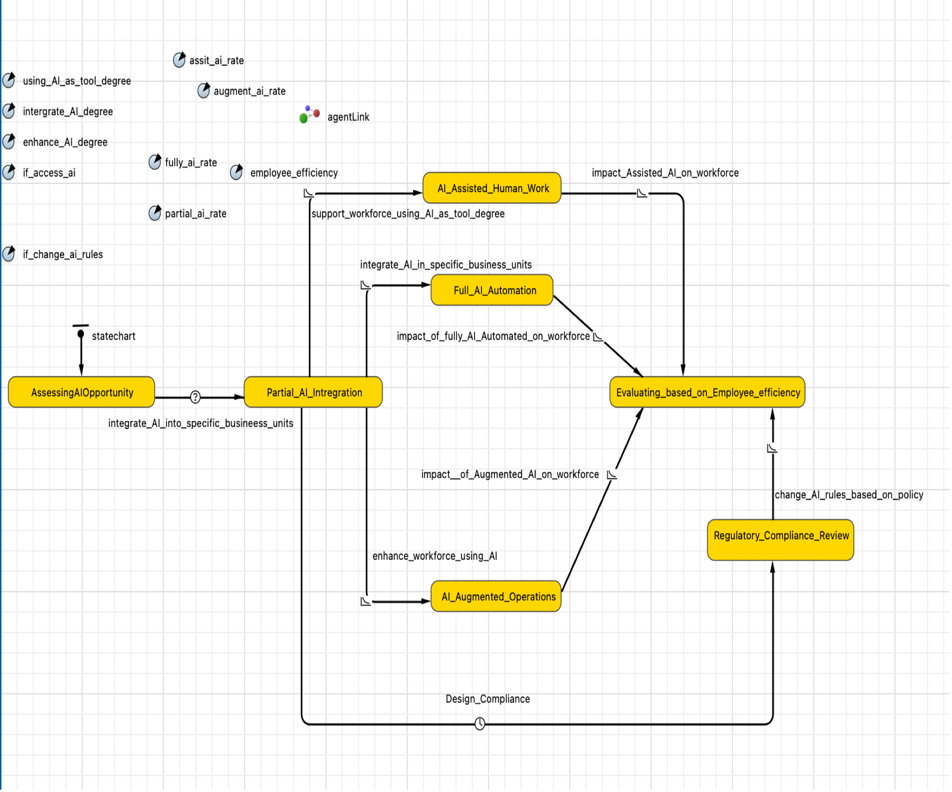 assit_ai_rate
using_AI_as_tool_degree
augment_ai_rate
intergrate_AI_degree
agentLink
enhance_AI_degree
fully_ai_rate
if_access_ai
employee_efficiency
impact_Assisted_AI_on_workforce
AI_Assisted_Human_Work
partial_ai_rate
support_workforce_using_AI_as_tool_degree
if_change_ai_rules
integrate_AI_in_specific_business_units
Full_AI_Automation
statechart
impact_of_fully_AI_Automated_on_workforce
AssessingAIOpportunity
?
Partial_AI_Intregration
Evaluating_based_on_Employee_efficiency
integrate_AI_into_specific_busineess_units
impact__of_Augmented_AI_on_workforce
change_AI_rules_based_on_policy
Regulatory_Compliance_Review
enhance_workforce_using_AI
AI_Augmented_Operations
Design_Compliance